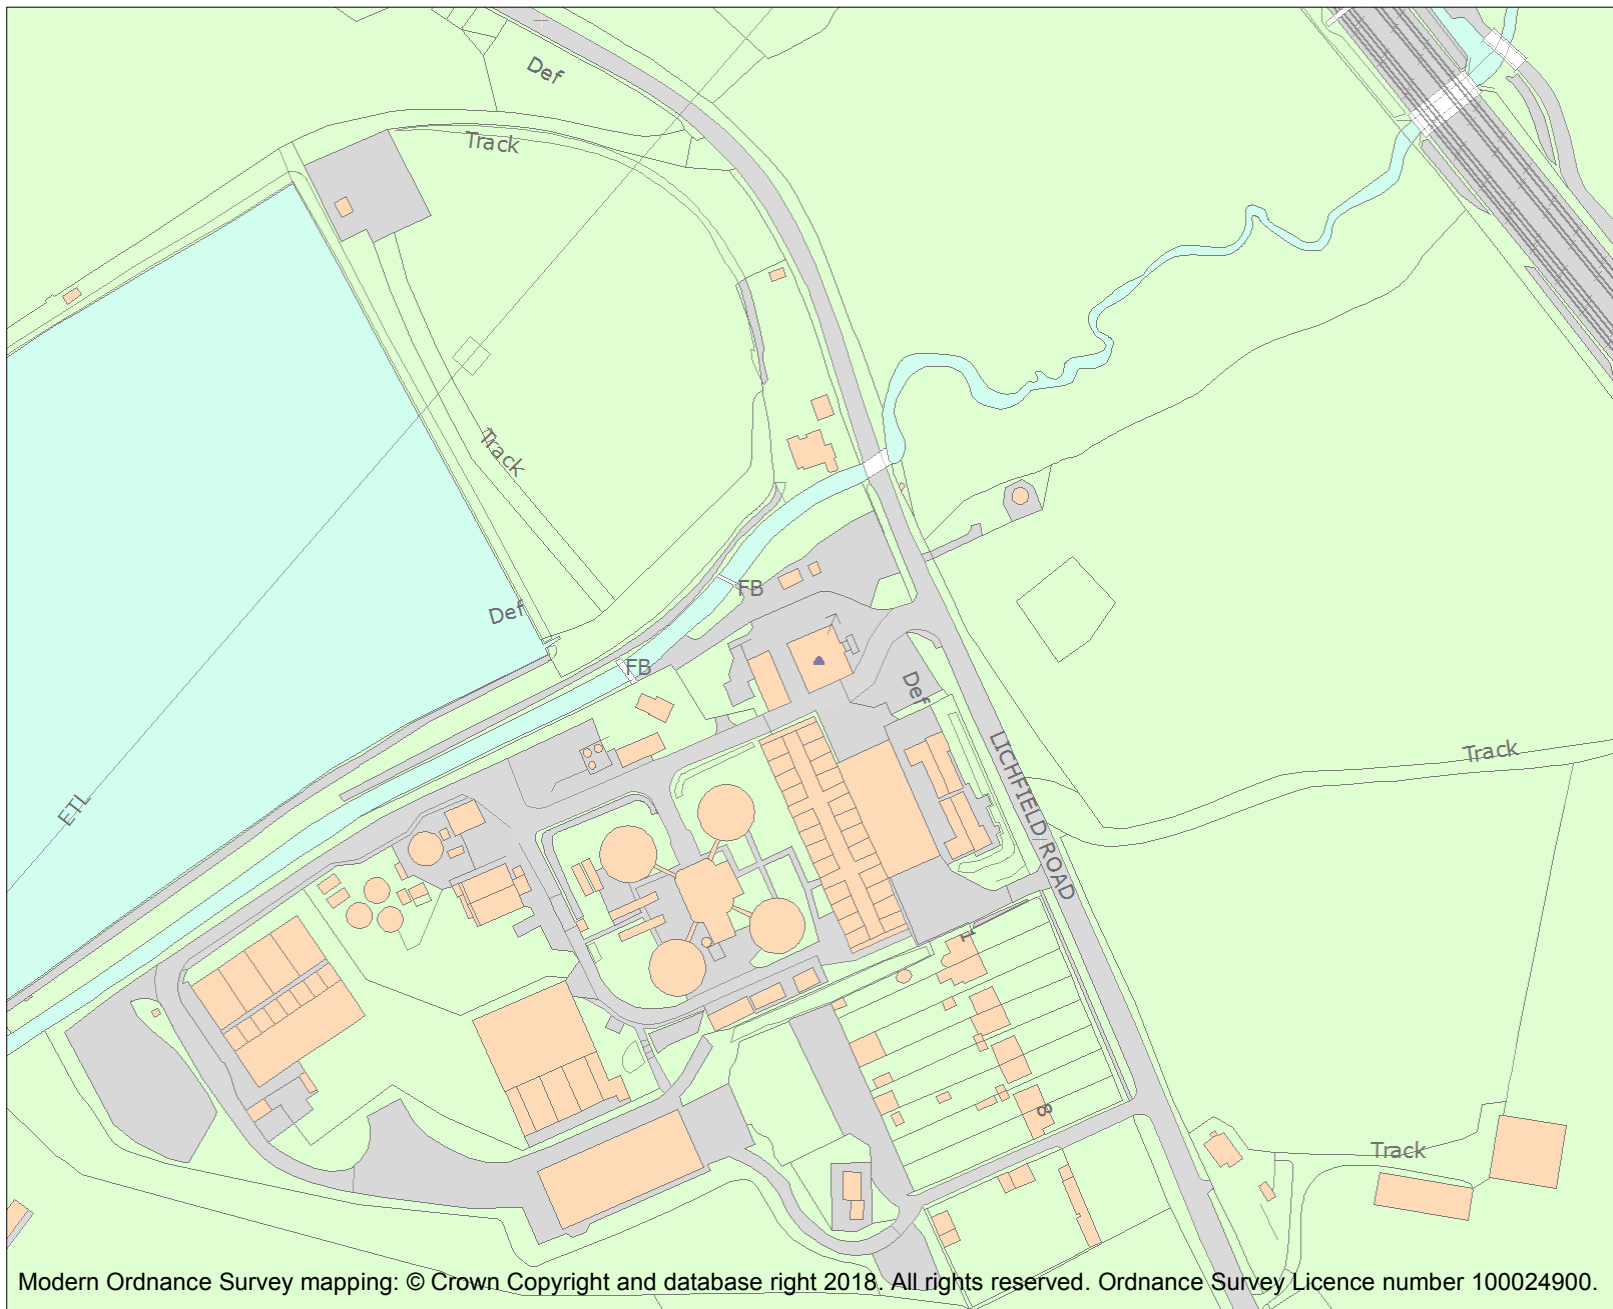 Def
Track
Track
Def
FB
FB
Def
ETL
LICHFIELD ROAD
Track
1
8
Track
Modern Ordnance Survey mapping: © Crown Copyright and database right 2018. All rights reserved. Ordnance Survey Licence number 100024900.